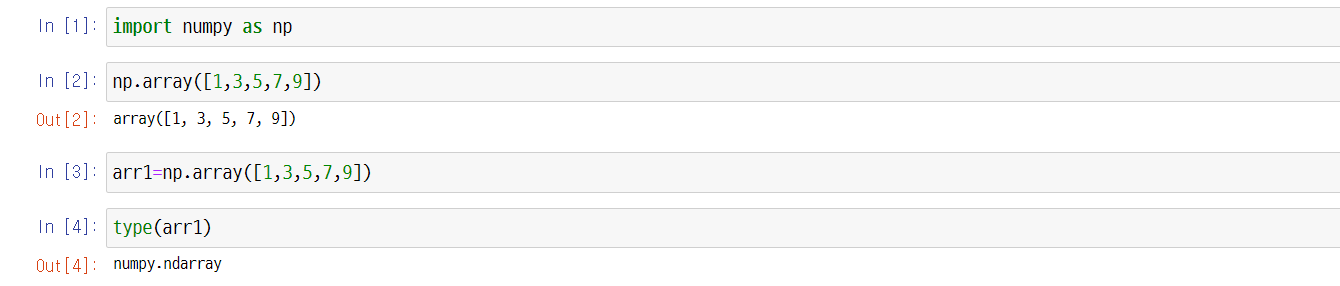 In [1]: import numpy as np
In [2]: np.array([1,3,5,7,9])
Out[2]: array([1, 3, 5, 7, 9])
In [3]: arr1=np.array([1,3,5,7,9])
In [4]: type(arr1)
Out[4]: numpy.ndarray